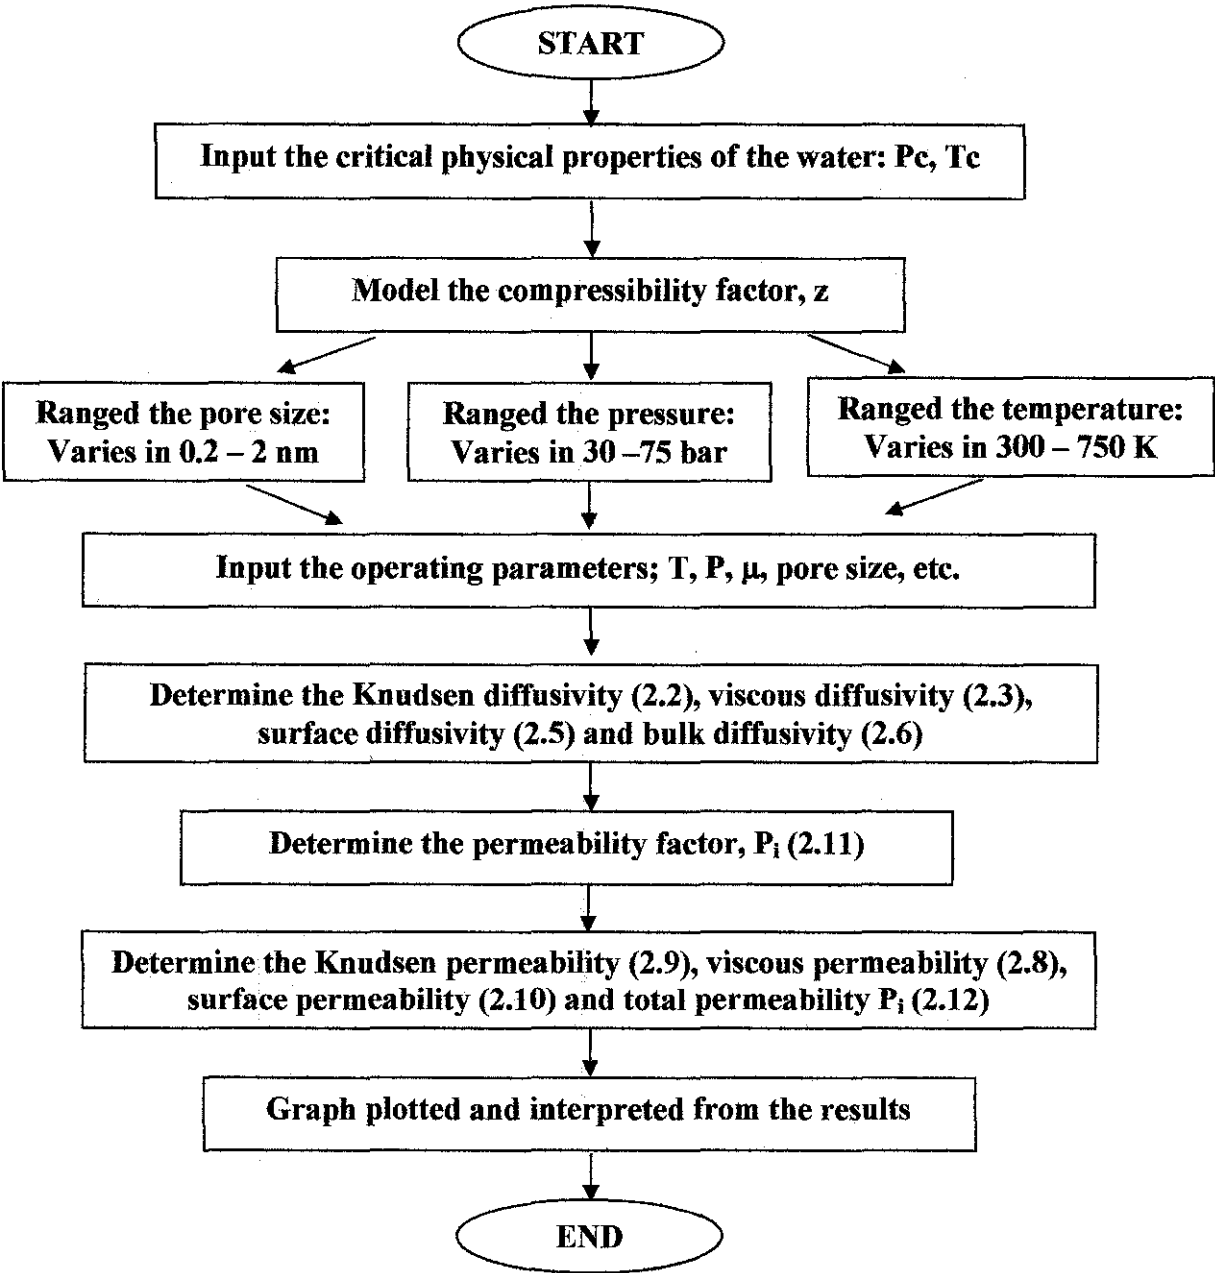 START
Input the critical physical properties of the water: Pc, Tc
Model the compressibility factor, z
Ranged the pore size:
Varies in 0.2 – 2 nm
Ranged the pressure:
Varies in 30 –75 bar
Ranged the temperature:
Varies in 300 – 750 K
Input the operating parameters; T, P, μ, pore size, etc.
Determine the Knudsen diffusivity (2.2), viscous diffusivity (2.3),
surface diffusivity (2.5) and bulk diffusivity (2.6)
Determine the permeability factor, Pᵢ (2.11)
Determine the Knudsen permeability (2.9), viscous permeability (2.8),
surface permeability (2.10) and total permeability Pᵢ (2.12)
Graph plotted and interpreted from the results
END